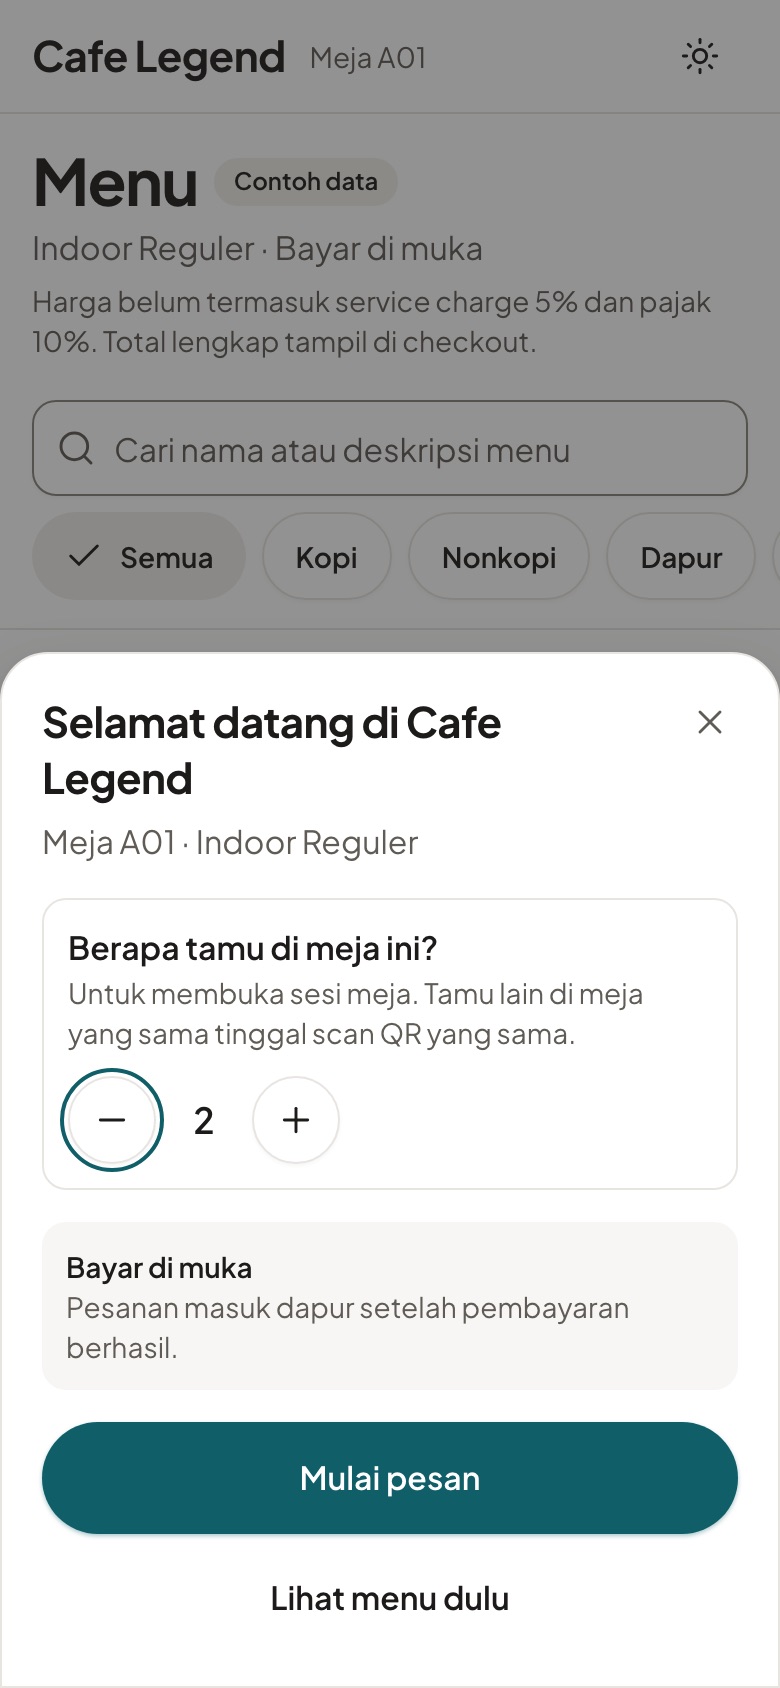 Cafe Legend Meja A01
Menu Contoh data
Indoor Reguler · Bayar di muka
Harga belum termasuk service charge 5% dan pajak
10%. Total lengkap tampil di checkout.
Cari nama atau deskripsi menu
Semua Kopi Nonkopi Dapur
Selamat datang di Cafe
Legend
Meja A01 · Indoor Reguler
Berapa tamu di meja ini?
Untuk membuka sesi meja. Tamu lain di meja
yang sama tinggal scan QR yang sama.
− 2 +
Bayar di muka
Pesanan masuk dapur setelah pembayaran
berhasil.
Mulai pesan
Lihat menu dulu